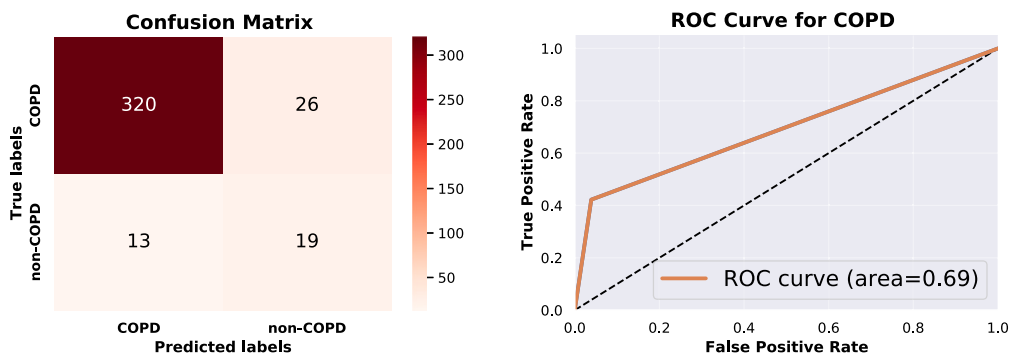 Confusion Matrix
True labels
COPD
non-COPD
320
26
13
19
COPD
non-COPD
Predicted labels
300
250
200
150
100
50
ROC Curve for COPD
True Positive Rate
1.0
0.8
0.6
0.4
0.2
0.0
ROC curve (area=0.69)
0.0
0.2
0.4
0.6
0.8
1.0
False Positive Rate